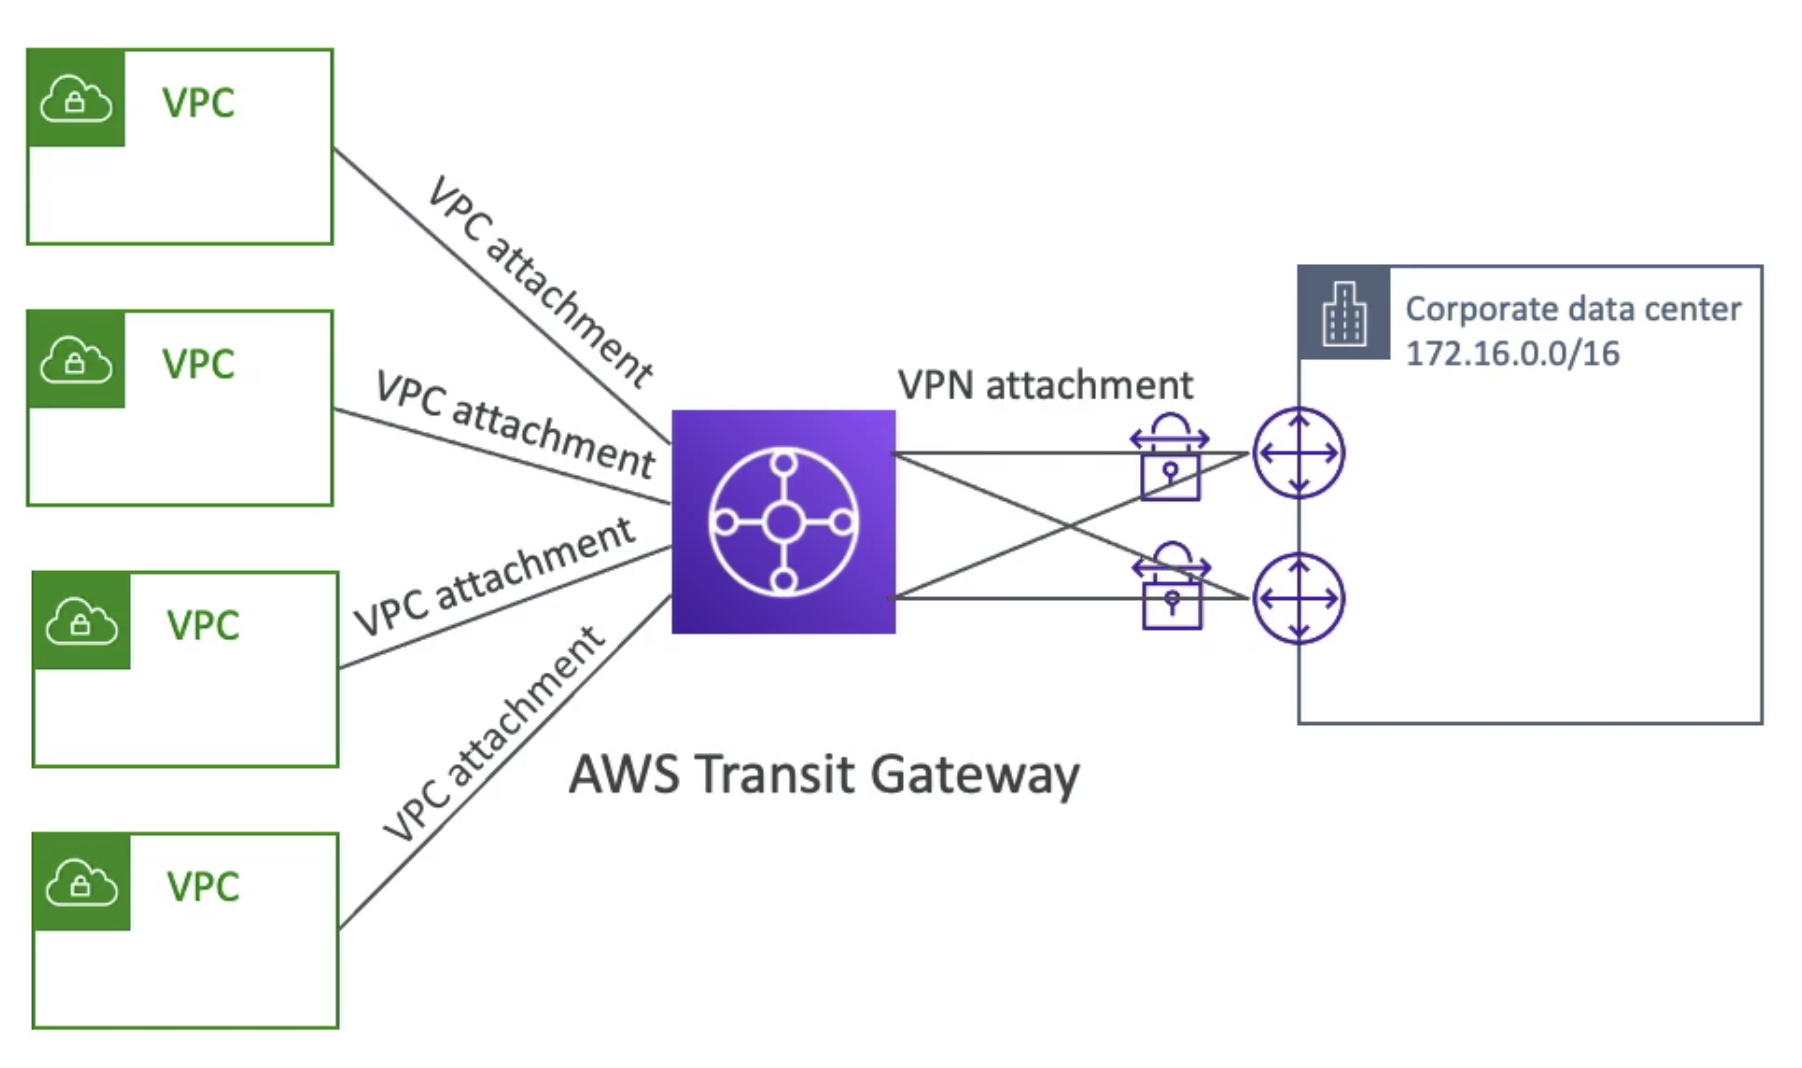 VPC
VPC attachment
VPC
VPC attachment
VPC
VPC attachment
VPC
VPC attachment
AWS Transit Gateway
VPN attachment
Corporate data center
172.16.0.0/16